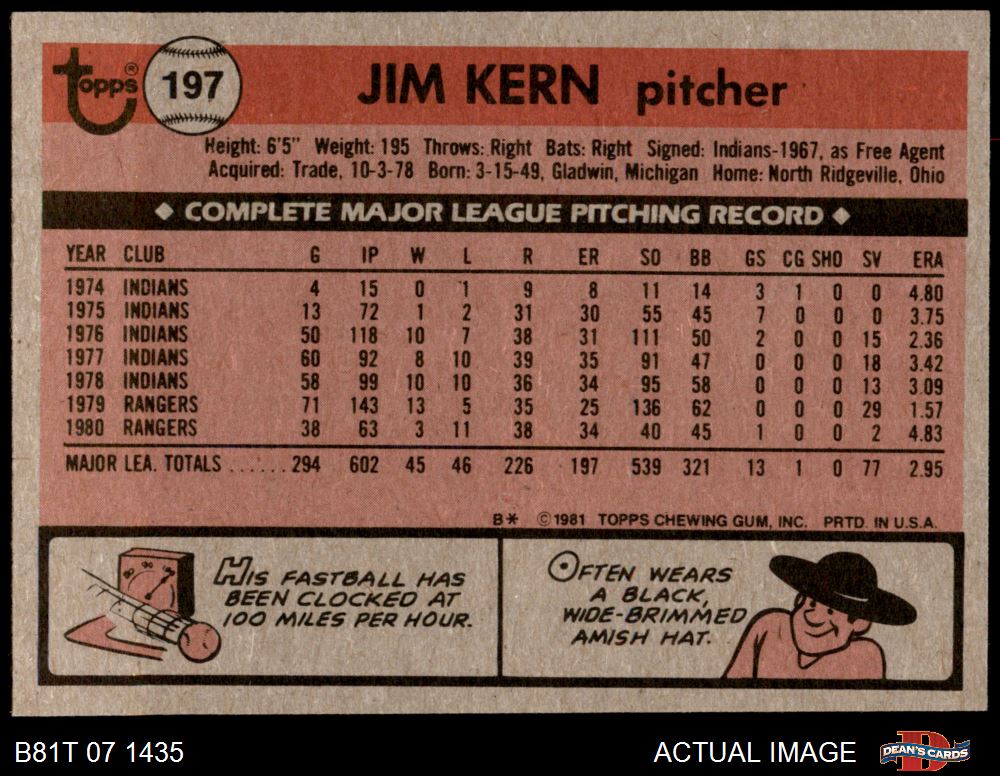 topps® 197 JIM KERN pitcher
Height: 6'5" Weight: 195 Throws: Right Bats: Right Signed: Indians-1967, as Free Agent
Acquired: Trade, 10-3-78 Born: 3-15-49, Gladwin, Michigan Home: North Ridgeville, Ohio
◆ COMPLETE MAJOR LEAGUE PITCHING RECORD ◆
YEAR CLUB G IP W L R ER SO BB GS CG SHO SV ERA
1974 INDIANS 4 15 0 1 9 8 11 14 3 1 0 0 4.80
1975 INDIANS 13 72 1 2 31 30 55 45 7 0 0 0 3.75
1976 INDIANS 50 118 10 7 38 31 111 50 2 0 0 15 2.36
1977 INDIANS 60 92 8 10 39 35 91 47 0 0 0 18 3.42
1978 INDIANS 58 99 10 10 36 34 95 58 0 0 0 13 3.09
1979 RANGERS 71 143 13 5 35 25 136 62 0 0 0 29 1.57
1980 RANGERS 38 63 3 11 38 34 40 45 1 0 0 2 4.83
MAJOR LEA. TOTALS ...... 294 602 45 46 226 197 539 321 13 1 0 77 2.95
B* ©1981 TOPPS CHEWING GUM, INC. PRTD. IN U.S.A.
HIS FASTBALL HAS
BEEN CLOCKED AT
100 MILES PER HOUR.
OFTEN WEARS
A BLACK,
WIDE-BRIMMED
AMISH HAT.
B81T 07 1435 ACTUAL IMAGE DEAN'S CARDS